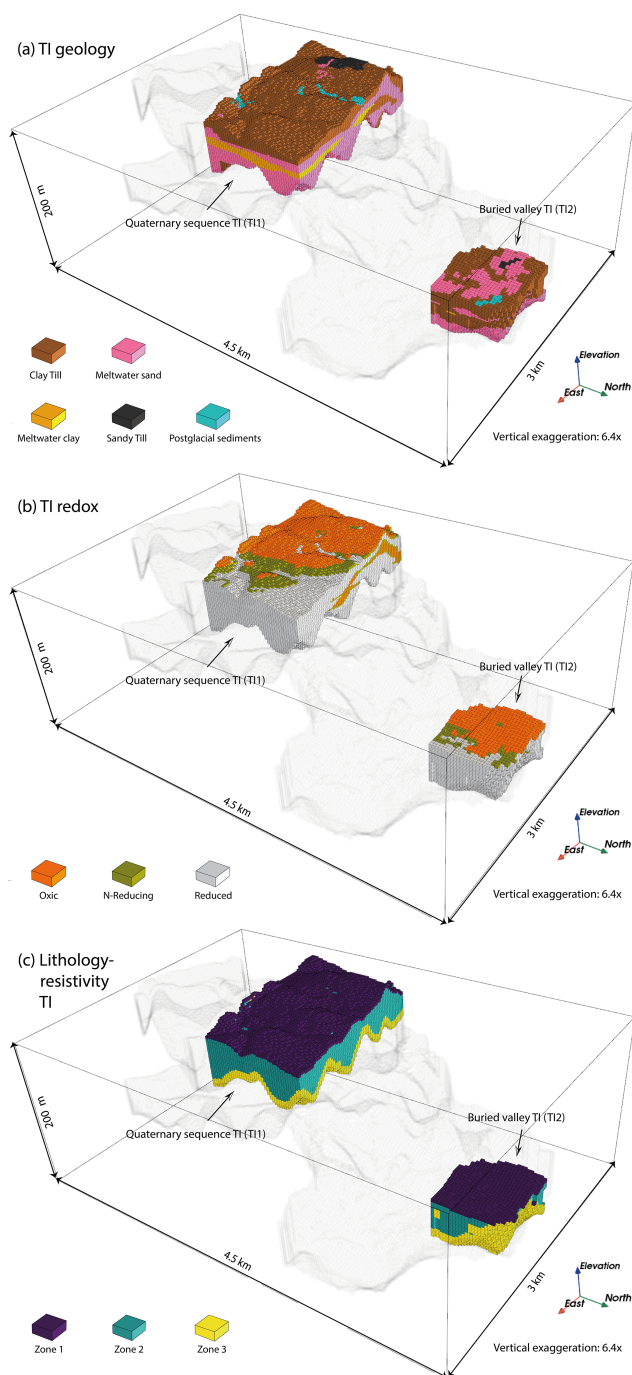 (a) TI geology
200 m
Quaternary sequence TI (TI1)
Buried valley TI (TI2)
4.5 km
3 km
Clay Till
Meltwater sand
Meltwater clay
Sandy Till
Postglacial sediments
Elevation
North
East
Vertical exaggeration: 6.4x
(b) TI redox
200 m
Quaternary sequence TI (TI1)
Buried valley TI (TI2)
4.5 km
3 km
Oxic
N-Reducing
Reduced
Elevation
North
East
Vertical exaggeration: 6.4x
(c) Lithology-
resistivity
TI
200 m
Quaternary sequence TI (TI1)
Buried valley TI (TI2)
4.5 km
3 km
Zone 1
Zone 2
Zone 3
Elevation
North
East
Vertical exaggeration: 6.4x